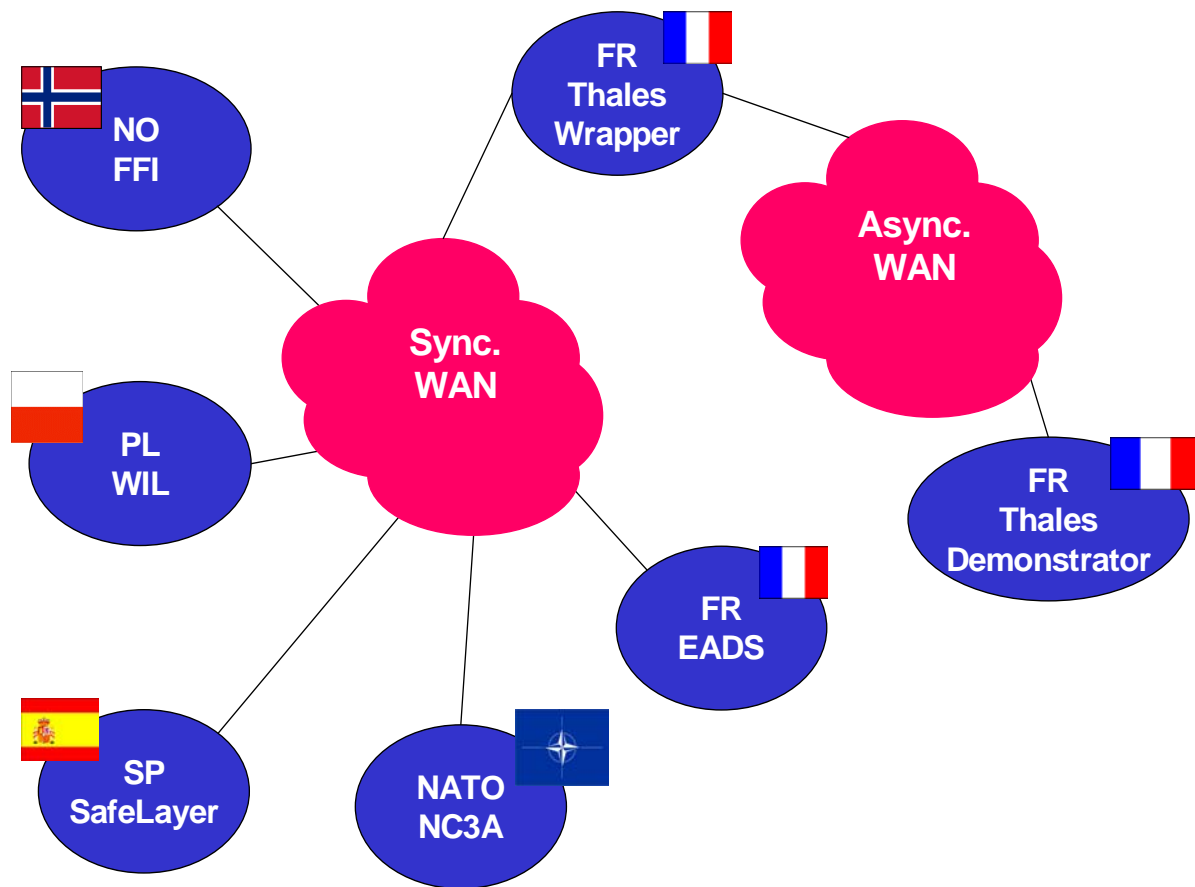 FR
Thales
Wrapper
NO
FFI
Async.
WAN
Sync.
WAN
PL
WIL
FR
Thales
Demonstrator
FR
EADS
SP
SafeLayer
NATO
NC3A